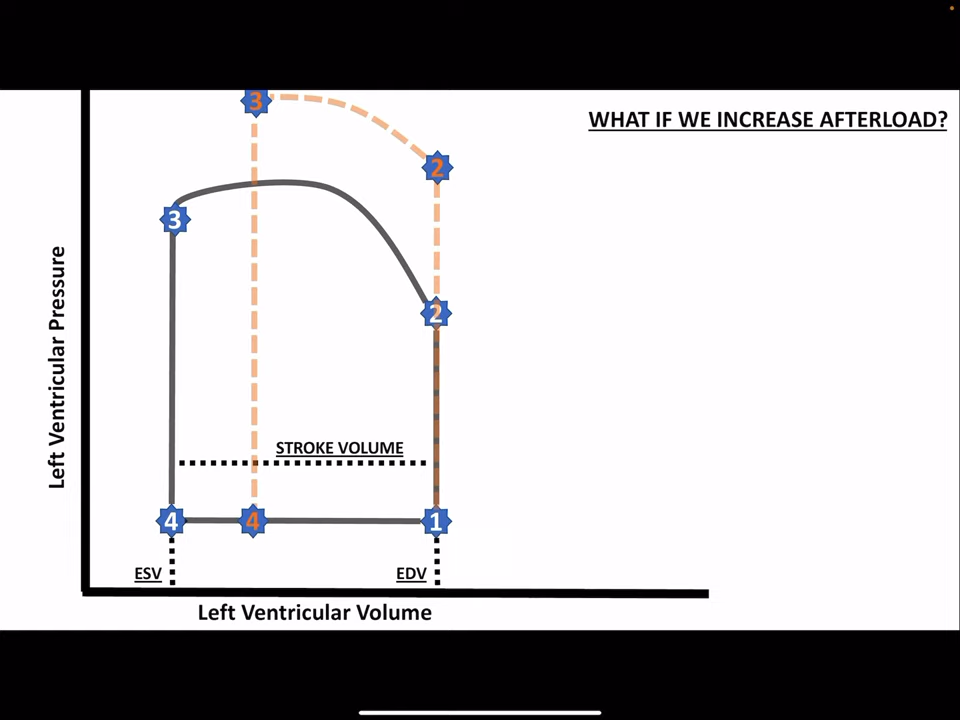 WHAT IF WE INCREASE AFTERLOAD?
3
2
3
2
Left Ventricular Pressure
STROKE VOLUME
4
4
1
ESV
EDV
Left Ventricular Volume